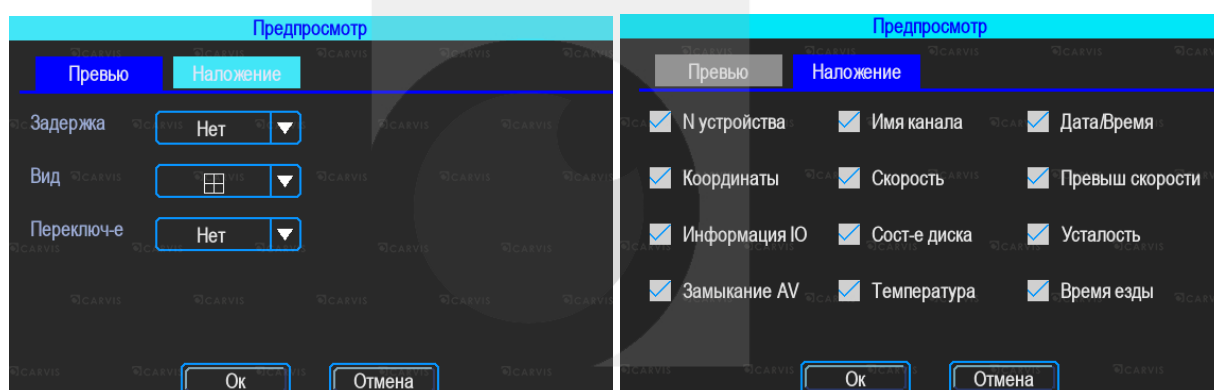 Предпросмотр
Превью Наложение
Задержка Нет
Вид
Переключ-е Нет
Ок Отмена
Предпросмотр
Превью Наложение
N устройства Имя канала Дата/Время
Координаты Скорость Превыш скорости
Информация IO Сост-е диска Усталость
Замыкание AV Температура Время езды
Ок Отмена
CARVIS